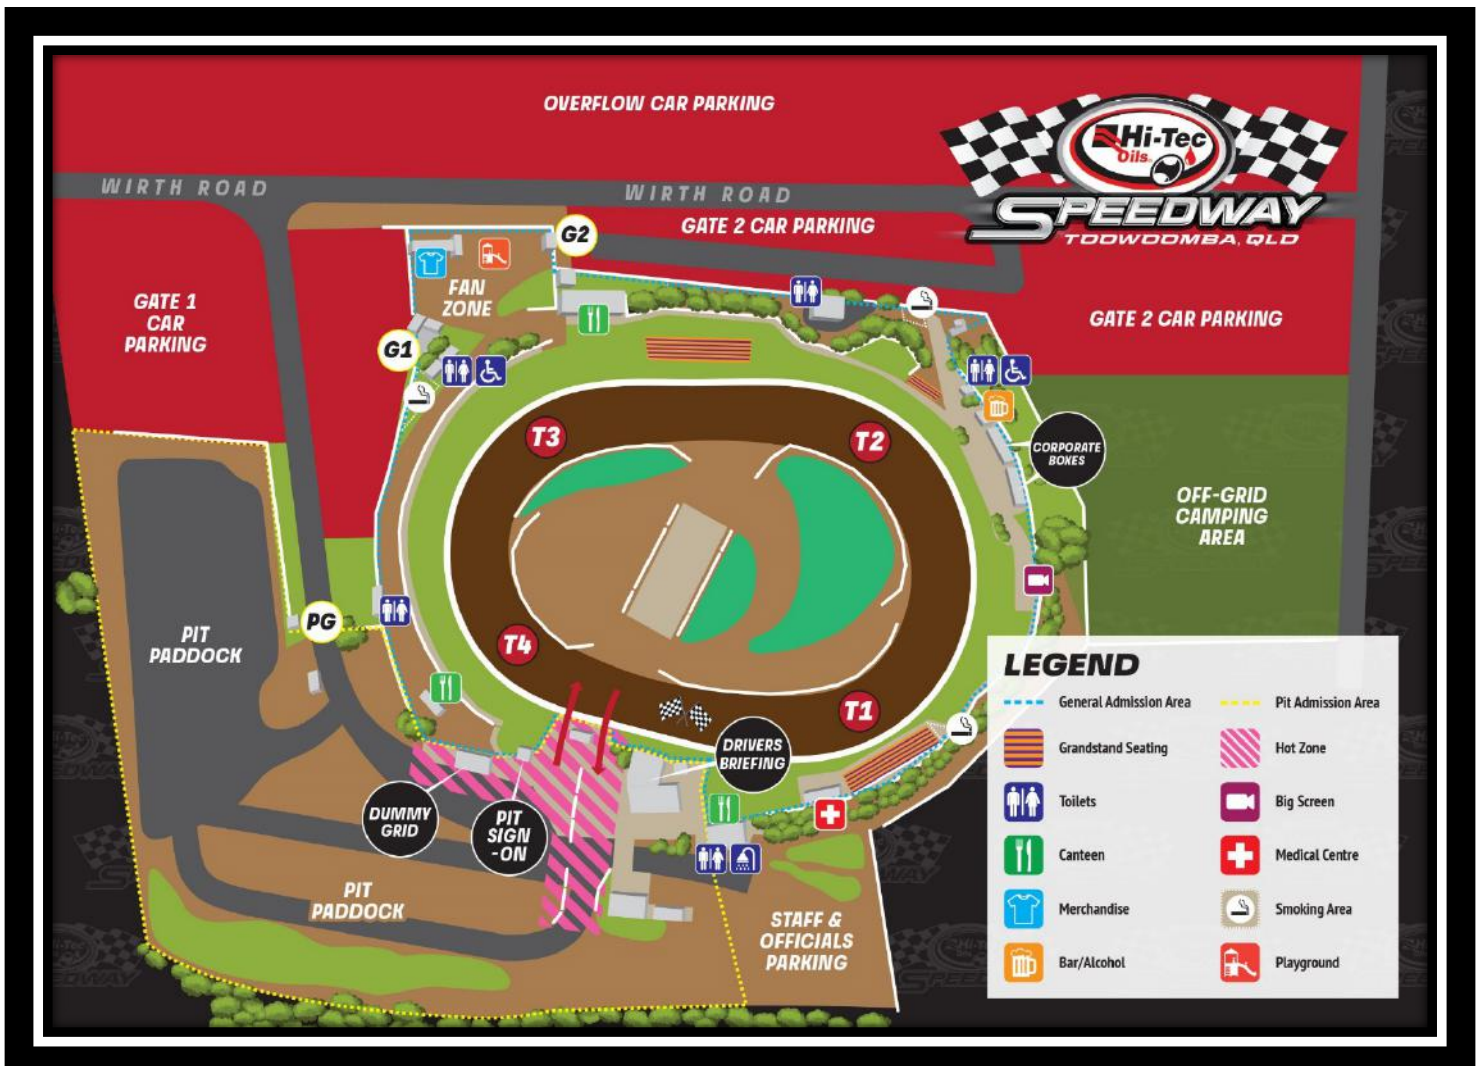 OVERFLOW CAR PARKING
Hi-Tec
Oils
SPEEDWAY
TOOWOOMBA, QLD
WIRTH ROAD
WIRTH ROAD
GATE 2 CAR PARKING
G2
FAN
ZONE
GATE 1
CAR
PARKING
GATE 2 CAR PARKING
G1
T3
T2
CORPORATE
BOXES
OFF-GRID
CAMPING
AREA
PG
PIT
PADDOCK
T4
T1
DRIVERS
BRIEFING
DUMMY
GRID
PIT
SIGN
-ON
PIT
PADDOCK
STAFF &
OFFICIALS
PARKING
LEGEND
General Admission Area
Pit Admission Area
Grandstand Seating
Hot Zone
Toilets
Big Screen
Canteen
Medical Centre
Merchandise
Smoking Area
Bar/Alcohol
Playground